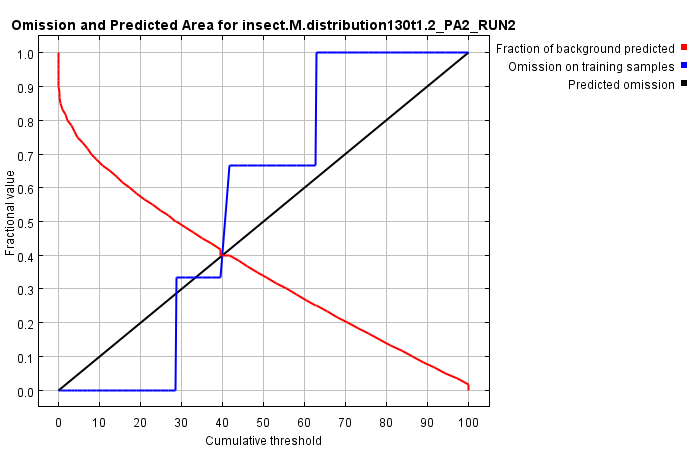 Omission and Predicted Area for insect.M.distribution130t1.2_PA2_RUN2
Fraction of background predicted
Omission on training samples
Predicted omission
Fractional value
1.0
0.9
0.8
0.7
0.6
0.5
0.4
0.3
0.2
0.1
0.0
0 10 20 30 40 50 60 70 80 90 100
Cumulative threshold